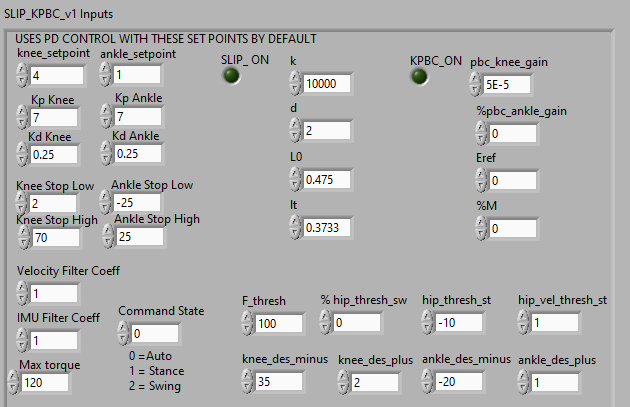 SLIP_KPBC_v1 Inputs
USES PD CONTROL WITH THESE SET POINTS BY DEFAULT
knee_setpoint ankle_setpoint SLIP_ ON k KPBC_ON pbc_knee_gain
4 1 10000 5E-5
Kp Knee Kp Ankle d %pbc_ankle_gain
7 7 2 0
Kd Knee Kd Ankle L0 Eref
0.25 0.25 0.475 0
Knee Stop Low Ankle Stop Low lt %M
2 -25 0.3733 0
Knee Stop High Ankle Stop High
70 25
Velocity Filter Coeff
1
IMU Filter Coeff Command State F_thresh % hip_thresh_sw hip_thresh_st hip_vel_thresh_st
1 0 100 0 -10 1
0 =Auto
1 = Stance
2 = Swing
Max torque knee_des_minus knee_des_plus ankle_des_minus ankle_des_plus
120 35 2 -20 1